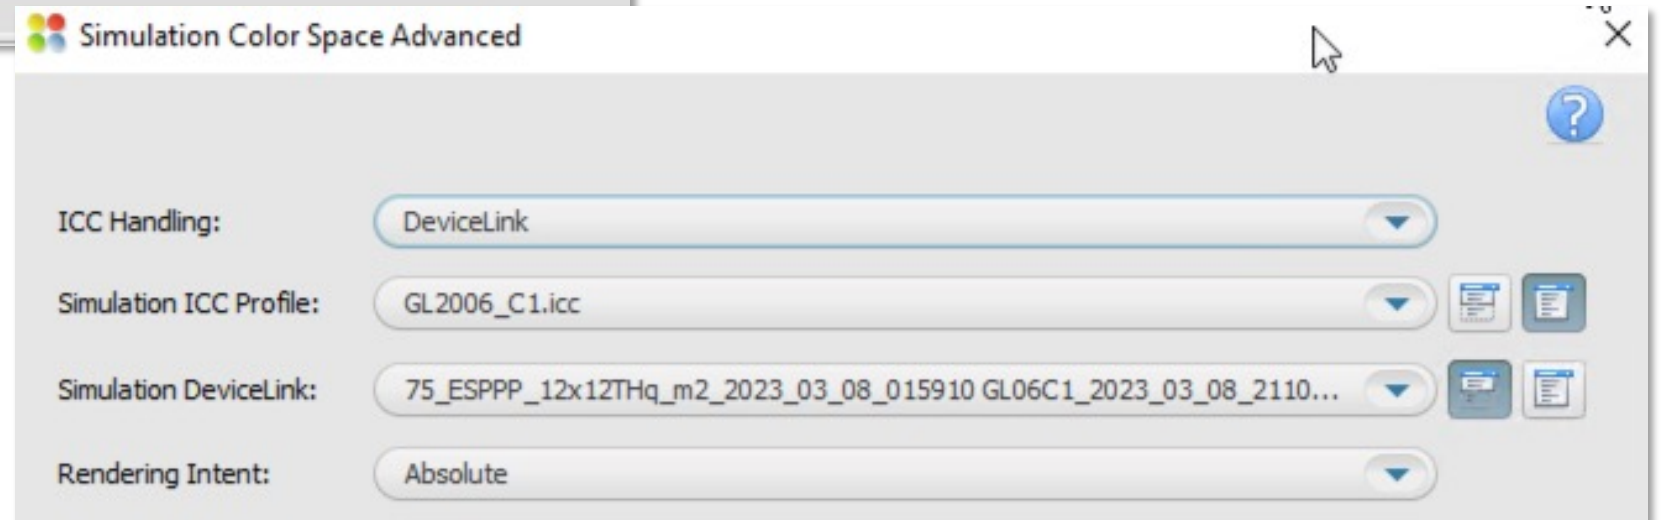 Simulation Color Space Advanced
ICC Handling: DeviceLink
Simulation ICC Profile: GL2006_C1.icc
Simulation DeviceLink: 75_ESPPP_12x12THq_m2_2023_03_08_015910 GL06C1_2023_03_08_2110...
Rendering Intent: Absolute